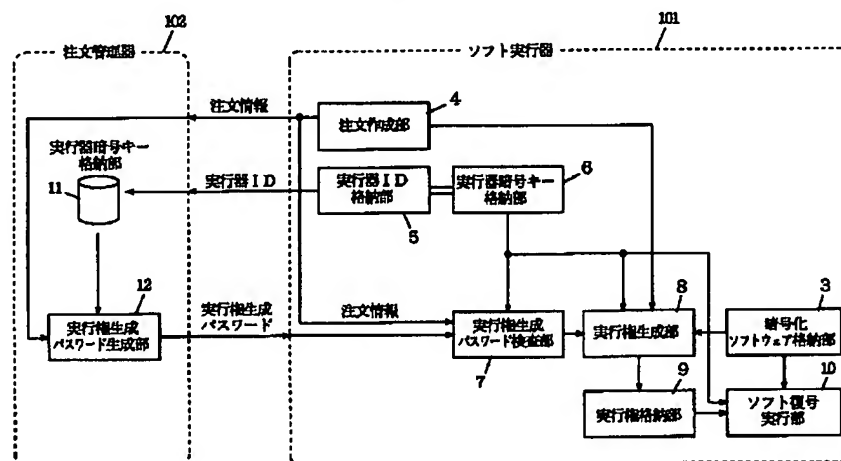 102
101
注文管理器
ソフト実行器
注文情報
4
注文作成部
実行器暗号キー
格納部
11
実行器ID
実行器ID
格納部
5
6
実行器暗号キー
格納部
12
実行権生成
パスワード生成部
実行権生成
パスワード
注文情報
実行権生成
パスワード検査部
7
8
実行権生成部
3
暗号化
ソフトウェア格納部
9
実行権格納部
10
ソフト復号
実行部